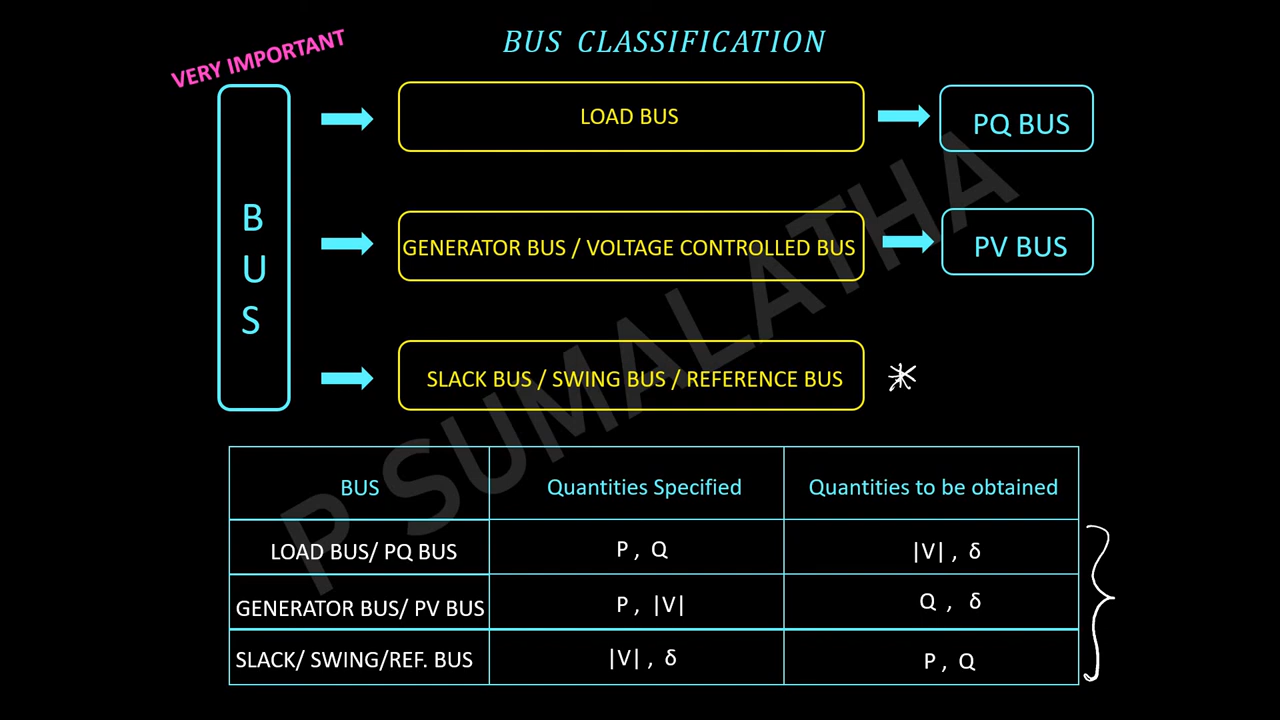 VERY IMPORTANT
BUS CLASSIFICATION
B
U
S
LOAD BUS
PQ BUS
GENERATOR BUS / VOLTAGE CONTROLLED BUS
PV BUS
SLACK BUS / SWING BUS / REFERENCE BUS
P SUMALATHA
BUS Quantities Specified Quantities to be obtained
LOAD BUS/ PQ BUS P , Q |V| , δ
GENERATOR BUS/ PV BUS P , |V| Q , δ
SLACK/ SWING/REF. BUS |V| , δ P , Q